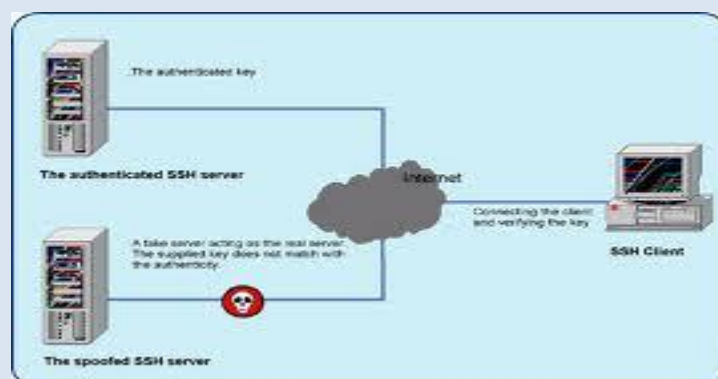 .The authenticated key
The authenticated SSH server
Internet
Connecting the client
and verifying the key
SSH Client
A fake server acting as the real server.
The supplied key does not match with
the authenticity.
The spoofed SSH server